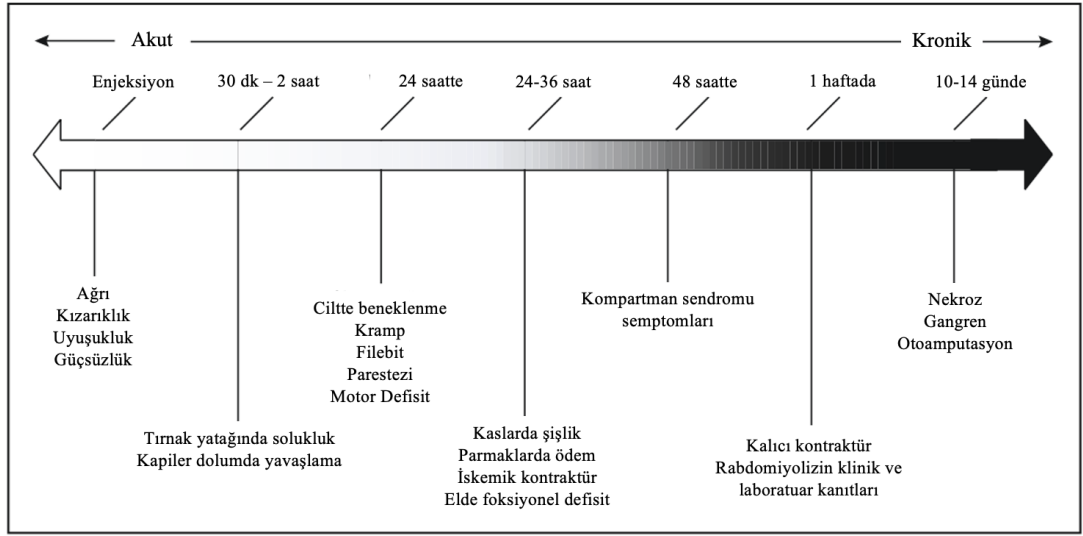 Akut
Kronik
Enjeksiyon
30 dk – 2 saat
24 saatte
24-36 saat
48 saatte
1 haftada
10-14 günde
Ağrı
Kızarıklık
Uyuşukluk
Güçsüzlük
Tırnak yatağında solukluk
Kapiler dolumda yavaşlama
Ciltte beneklenme
Kramp
Filebit
Parestezi
Motor Defisit
Kaslarda şişlik
Parmaklarda ödem
İskemik kontraktür
Elde foksiyonel defisit
Kompartman sendromu
semptomları
Kalıcı kontraktür
Rabdomiyolizin klinik ve
laboratuar kanıtları
Nekroz
Gangren
Otoamputasyon